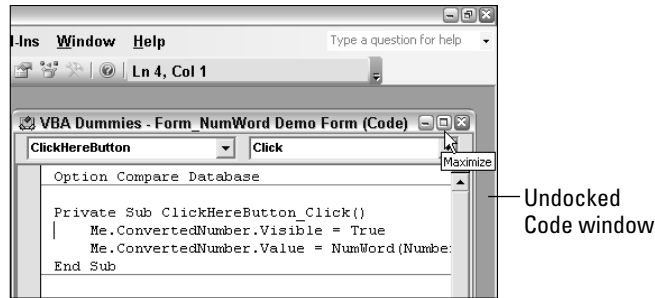 l-Ins Window Help Type a question for help
Ln 4, Col 1
VBA Dummies - Form_NumWord Demo Form (Code)
ClickHereButton Click
Maximize
Option Compare Database
Private Sub ClickHereButton_Click()
Me.ConvertedNumber.Visible = True
Me.ConvertedNumber.Value = NumWord(Numbe
End Sub
Undocked
Code window